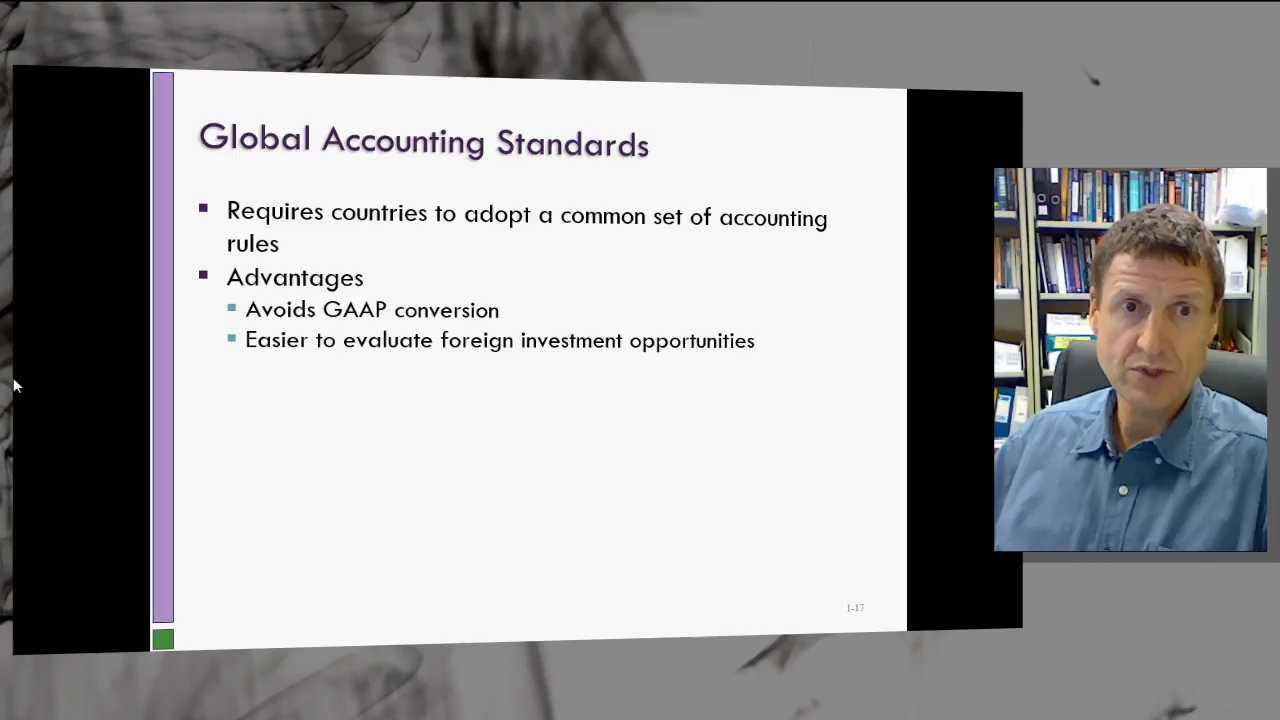 Global Accounting Standards
Requires countries to adopt a common set of accounting
rules
Advantages
Avoids GAAP conversion
Easier to evaluate foreign investment opportunities
1-17